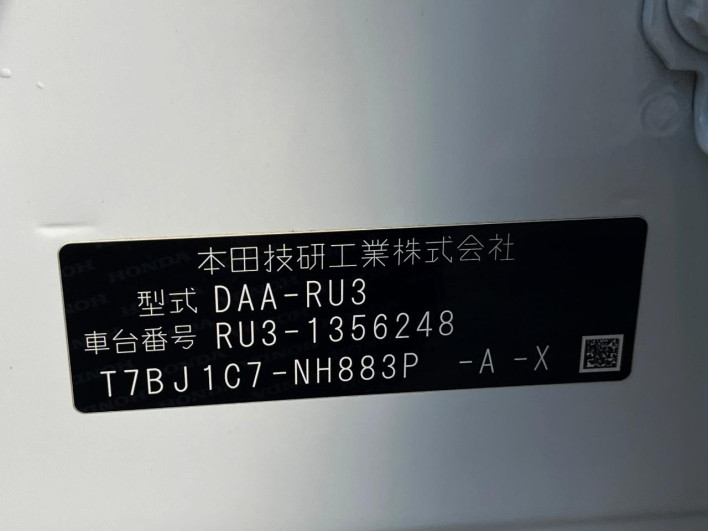 本田技研工業株式会社
型式 DAA-RU3
車台番号 RU3-1356248
T7BJ1C7-NH883P -A -X